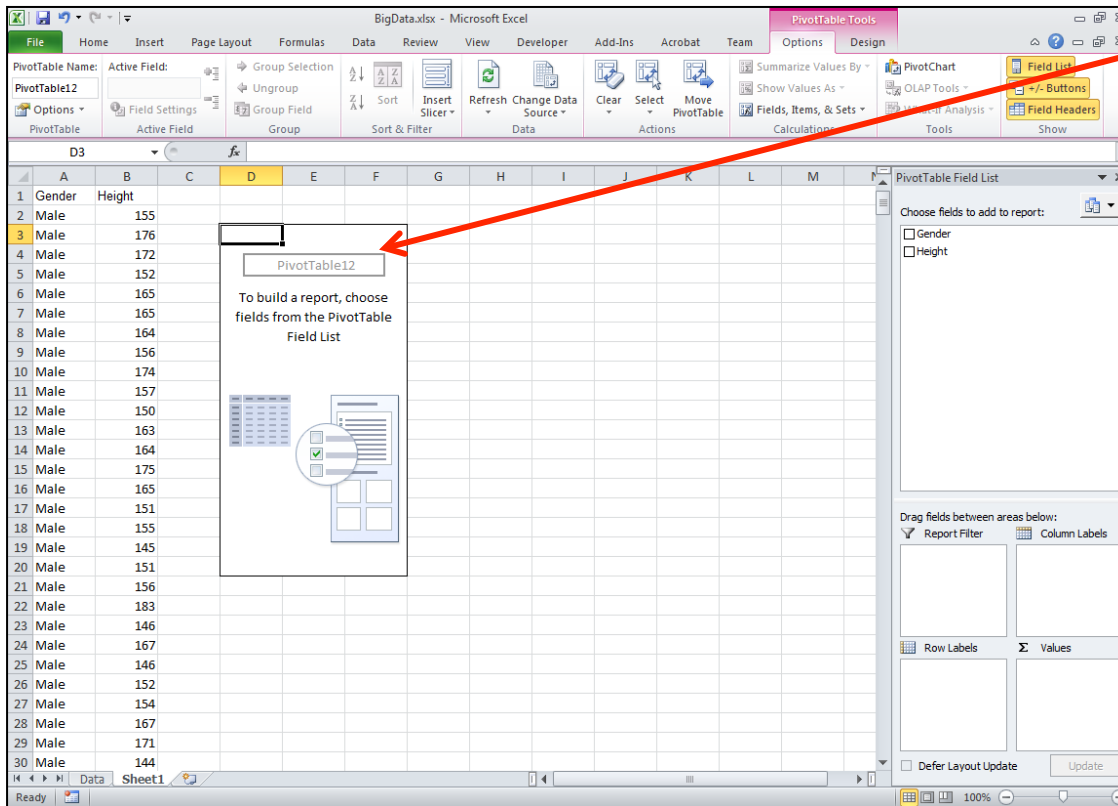 BigData.xlsx - Microsoft Excel
PivotTable Tools
File Home Insert Page Layout Formulas Data Review View Developer Add-Ins Acrobat Team Options Design
PivotTable Name: Active Field: Group Selection Summarize Values By PivotChart Field List
PivotTable12 Ungroup Show Values As OLAP Tools +/- Buttons
Options Field Settings Group Field Sort Insert Slicer Refresh Change Data Source Clear Select Move PivotTable Fields, Items, & Sets What-If Analysis Field Headers
PivotTable Active Field Group Sort & Filter Data Actions Calculations Tools Show
D3 fx
A B C D E F G H I J K L M N
1 Gender Height
2 Male 155
3 Male 176
4 Male 172
5 Male 152
6 Male 165
7 Male 165
8 Male 164
9 Male 156
10 Male 174
11 Male 157
12 Male 150
13 Male 163
14 Male 164
15 Male 175
16 Male 165
17 Male 151
18 Male 155
19 Male 145
20 Male 151
21 Male 156
22 Male 183
23 Male 146
24 Male 167
25 Male 146
26 Male 152
27 Male 154
28 Male 167
29 Male 171
30 Male 144
PivotTable12
To build a report, choose
fields from the PivotTable
Field List
PivotTable Field List
Choose fields to add to report:
Gender
Height
Drag fields between areas below:
Report Filter Column Labels
Row Labels Σ Values
Defer Layout Update Update
Data Sheet1
Ready 100%